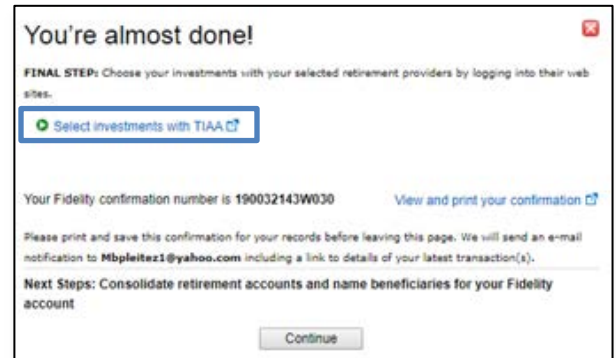 You're almost done!
FINAL STEP: Choose your investments with your selected retirement providers by logging into their web
sites.
Select investments with TIAA
Your Fidelity confirmation number is 190032143W030 View and print your confirmation
Please print and save this confirmation for your records before leaving this page. We will send an e-mail
notification to Mbpleitez1@yahoo.com including a link to details of your latest transaction(s).
Next Steps: Consolidate retirement accounts and name beneficiaries for your Fidelity
account
Continue